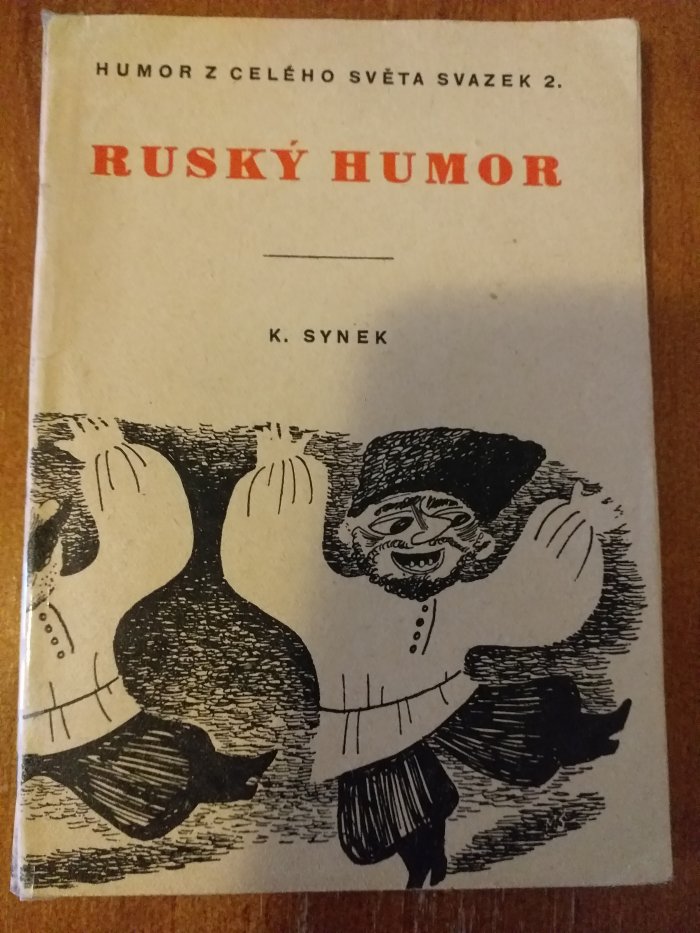 HUMOR Z CELÉHO SVĚTA SVAZEK 2.
RUSKÝ HUMOR
K. SYNEK